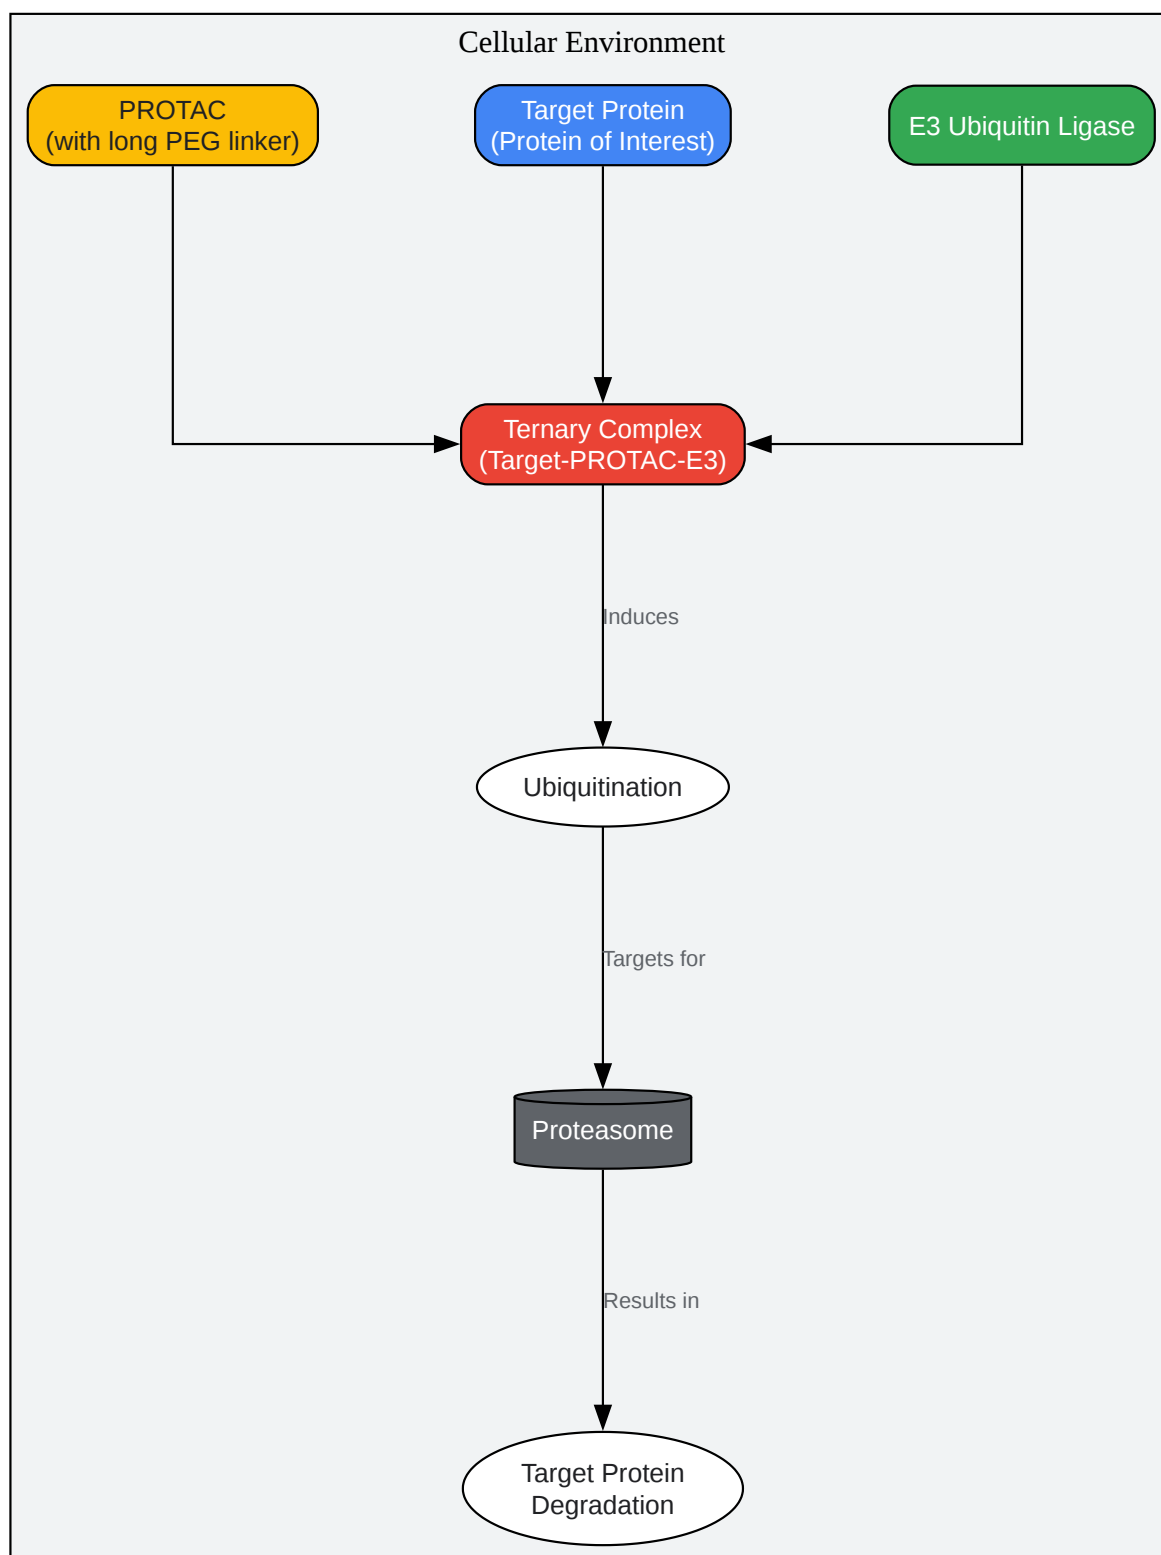 Cellular Environment
PROTAC
(with long PEG linker)
Target Protein
(Protein of Interest)
E3 Ubiquitin Ligase
Ternary Complex
(Target-PROTAC-E3)
Induces
Ubiquitination
Targets for
Proteasome
Results in
Target Protein
Degradation